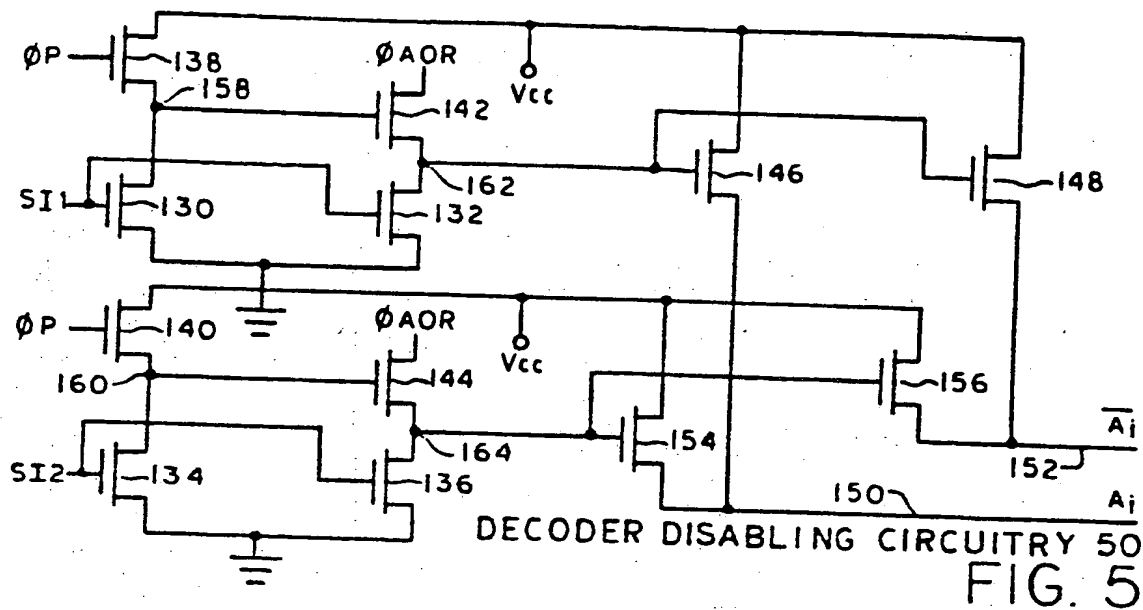 ØP
138
158
ØAOR
142
Vcc
SI1
130
162
132
146
148
ØP
140
160
ØAOR
144
Vcc
SI2
134
164
136
154
156
Ai̅
152
150
Ai
DECODER DISABLING CIRCUITRY 50
FIG. 5